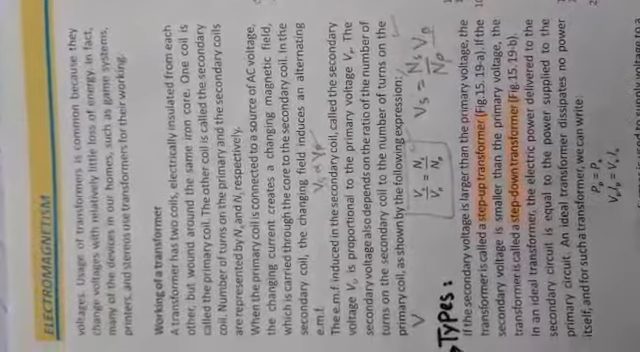 ELECTROMAGNETISM
voltages. Usage of transformers is common because they
change voltages with relatively little loss of energy. In fact,
many of the devices in our homes, such as game systems,
printers, and stereos use transformers for their working.
Working of a transformer
A transformer has two coils, electrically insulated from each
other, but wound around the same iron core. One coil is
called the primary coil. The other coil is called the secondary
coil. Number of turns on the primary and the secondary coils
are represented by Nₚ and Nₛ respectively.
When the primary coil is connected to a source of AC voltage,
the changing current creates a changing magnetic field,
which is carried through the core to the secondary coil. In the
secondary coil, the changing field induces an alternating
e.m.f.
Vₛ ∝ Vₚ
The e.m.f. induced in the secondary coil, called the secondary
voltage Vₛ, is proportional to the primary voltage Vₚ. The
secondary voltage also depends on the ratio of the number of
turns on the secondary coil to the number of turns on the
primary coil, as shown by the following expression:
Vₛ/Vₚ = Nₛ/Nₚ
Vₛ = Nₛ Vₚ / Nₚ
Types:
If the secondary voltage is larger than the primary voltage, the
transformer is called a step-up transformer (Fig.15.19-a). If the
secondary voltage is smaller than the primary voltage, the
transformer is called a step-down transformer (Fig.15.19-b).
In an ideal transformer, the electric power delivered to the
secondary circuit is equal to the power supplied to the
primary circuit. An ideal transformer dissipates no power
itself, and for such a transformer, we can write:
Pₚ = Pₛ
VₚIₚ = VₛIₛ